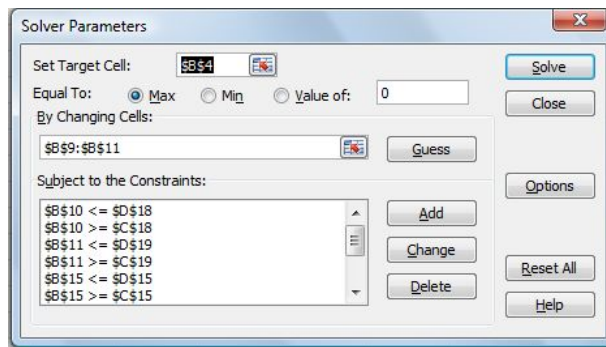 Solver Parameters
Set Target Cell: $B$4 Solve
Equal To: Max Min Value of: 0 Close
By Changing Cells:
$B$9:$B$11 Guess
Subject to the Constraints: Options
$B$10 <= $D$18 Add
$B$10 >= $C$18
$B$11 <= $D$19 Change
$B$11 >= $C$19 Reset All
$B$15 <= $D$15 Delete
$B$15 >= $C$15 Help